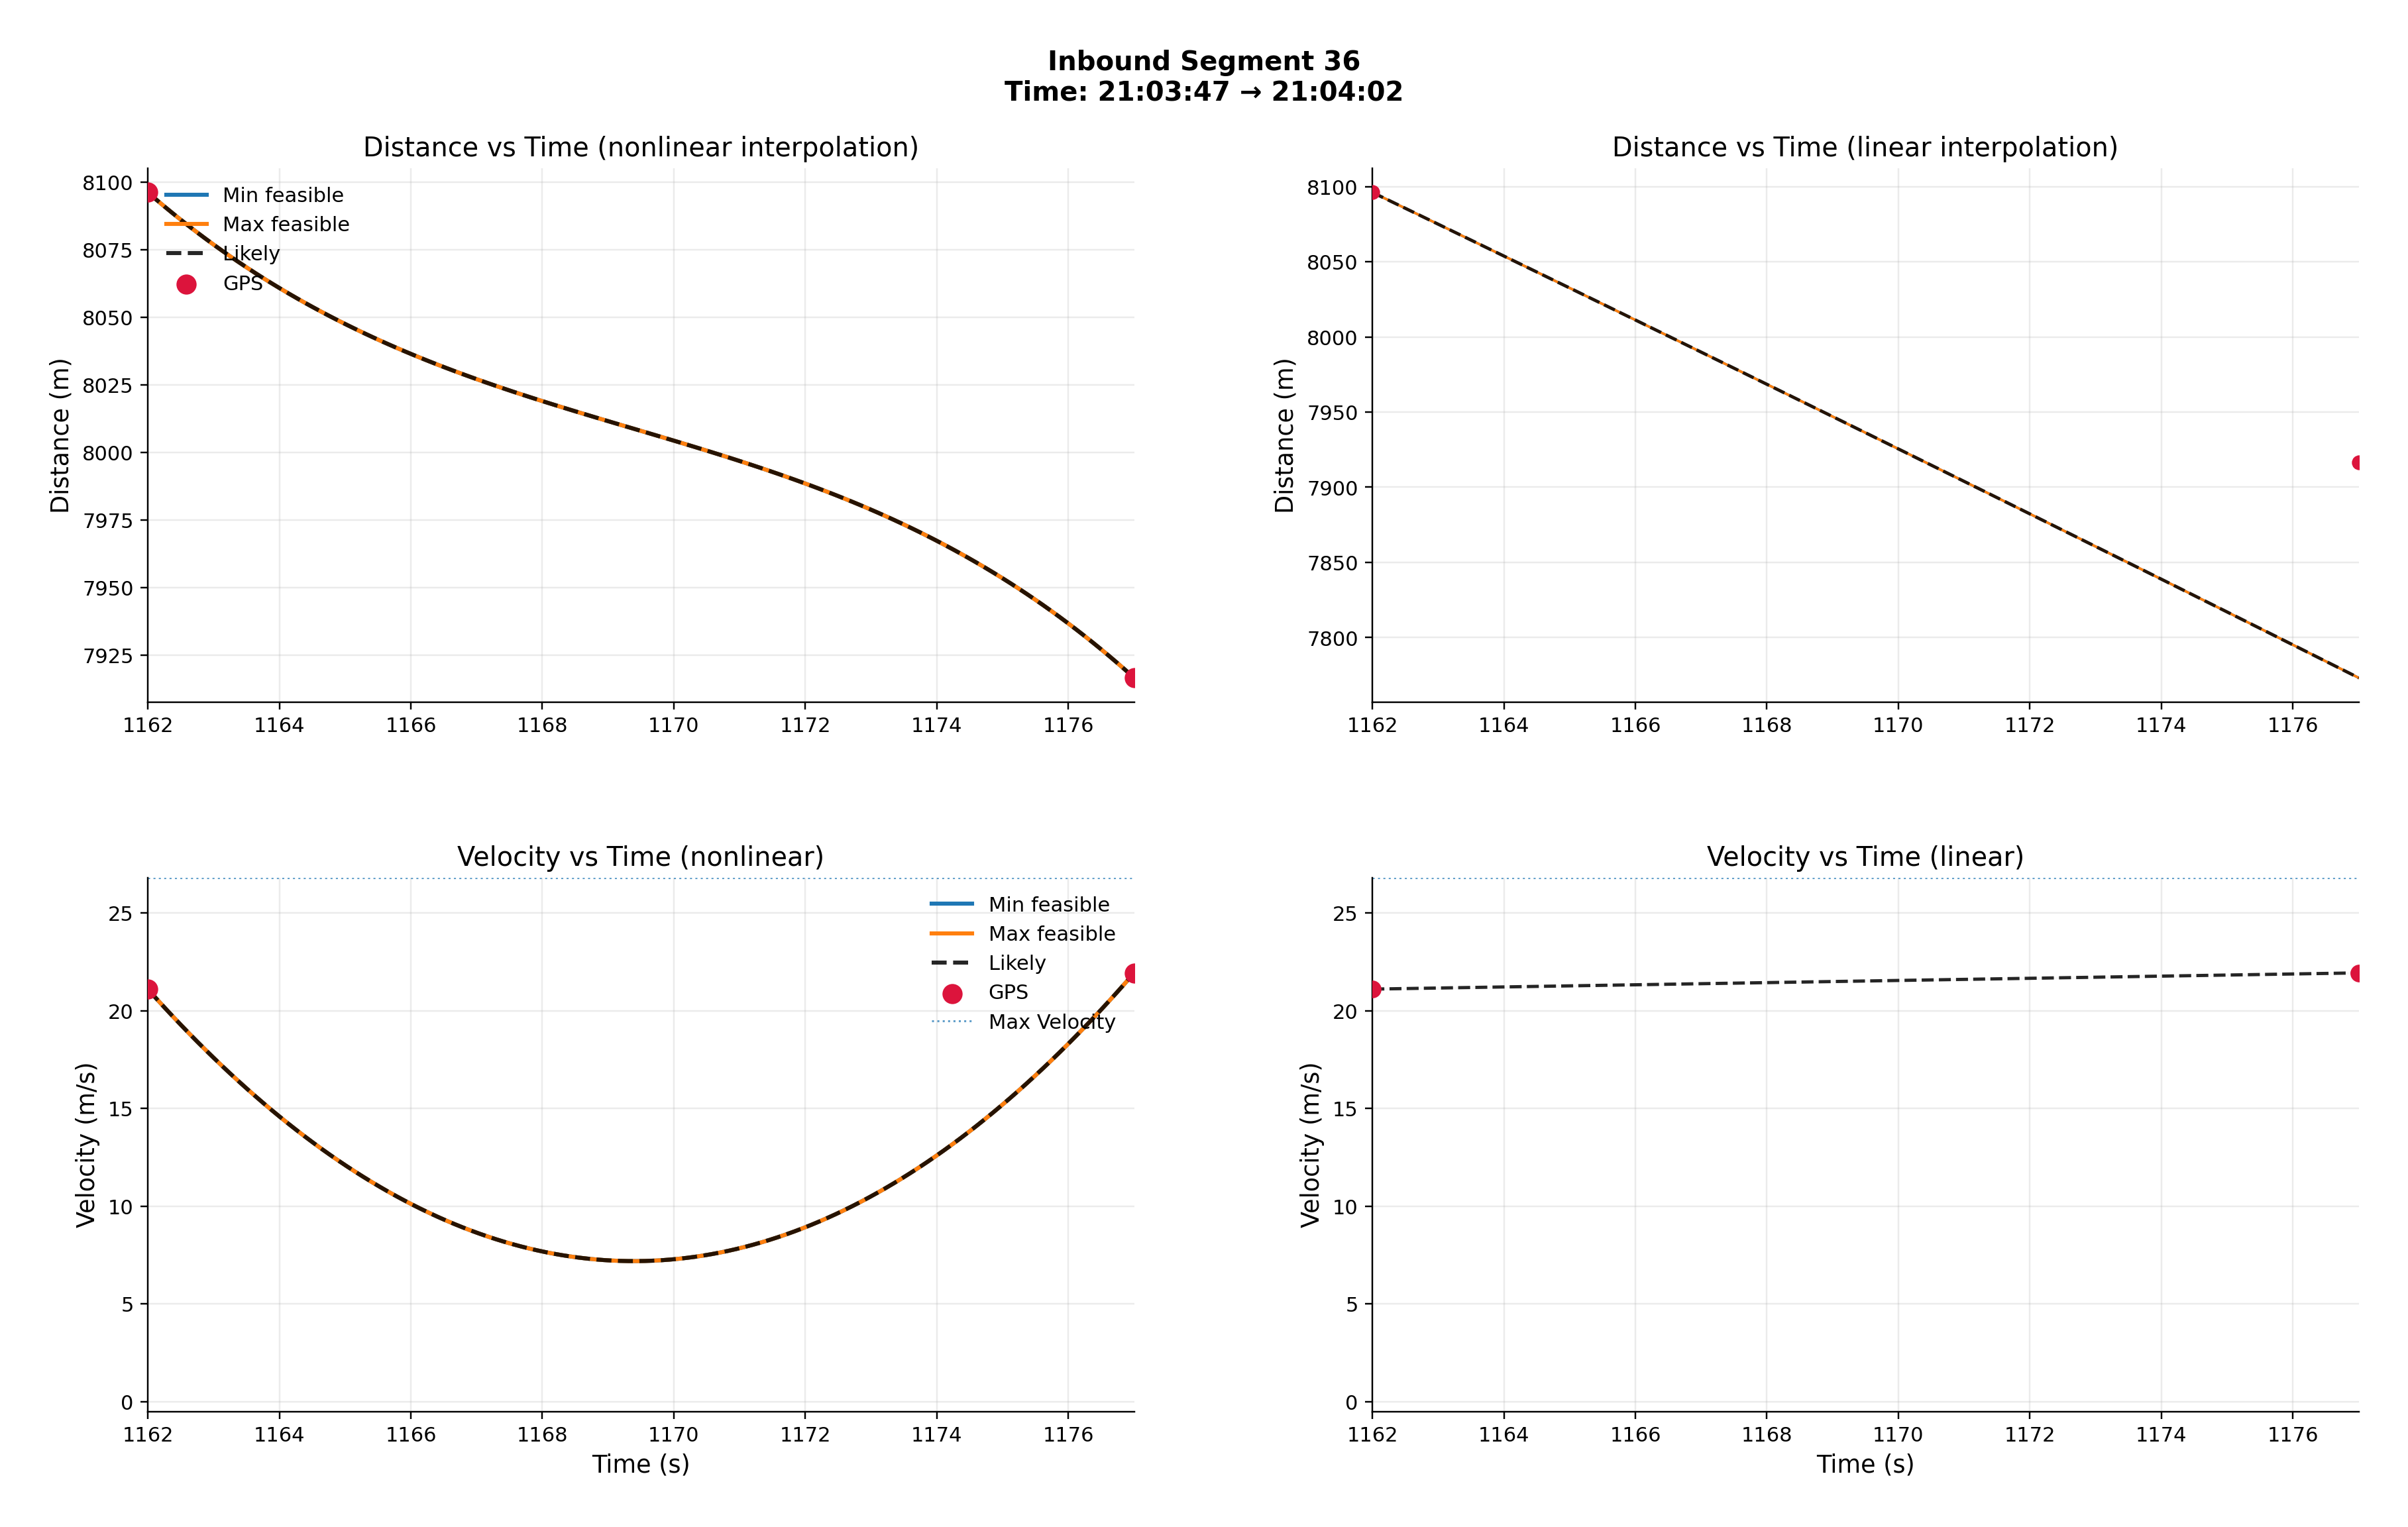 Inbound Segment 36
Time: 21:03:47 → 21:04:02
Distance vs Time (nonlinear interpolation)
Distance (m)
8100
8075
8050
8025
8000
7975
7950
7925
Min feasible
Max feasible
Likely
GPS
1162 1164 1166 1168 1170 1172 1174 1176
Distance vs Time (linear interpolation)
Distance (m)
8100
8050
8000
7950
7900
7850
7800
1162 1164 1166 1168 1170 1172 1174 1176
Velocity vs Time (nonlinear)
Velocity (m/s)
25
20
15
10
5
0
Min feasible
Max feasible
Likely
GPS
Max Velocity
1162 1164 1166 1168 1170 1172 1174 1176
Time (s)
Velocity vs Time (linear)
Velocity (m/s)
25
20
15
10
5
0
1162 1164 1166 1168 1170 1172 1174 1176
Time (s)